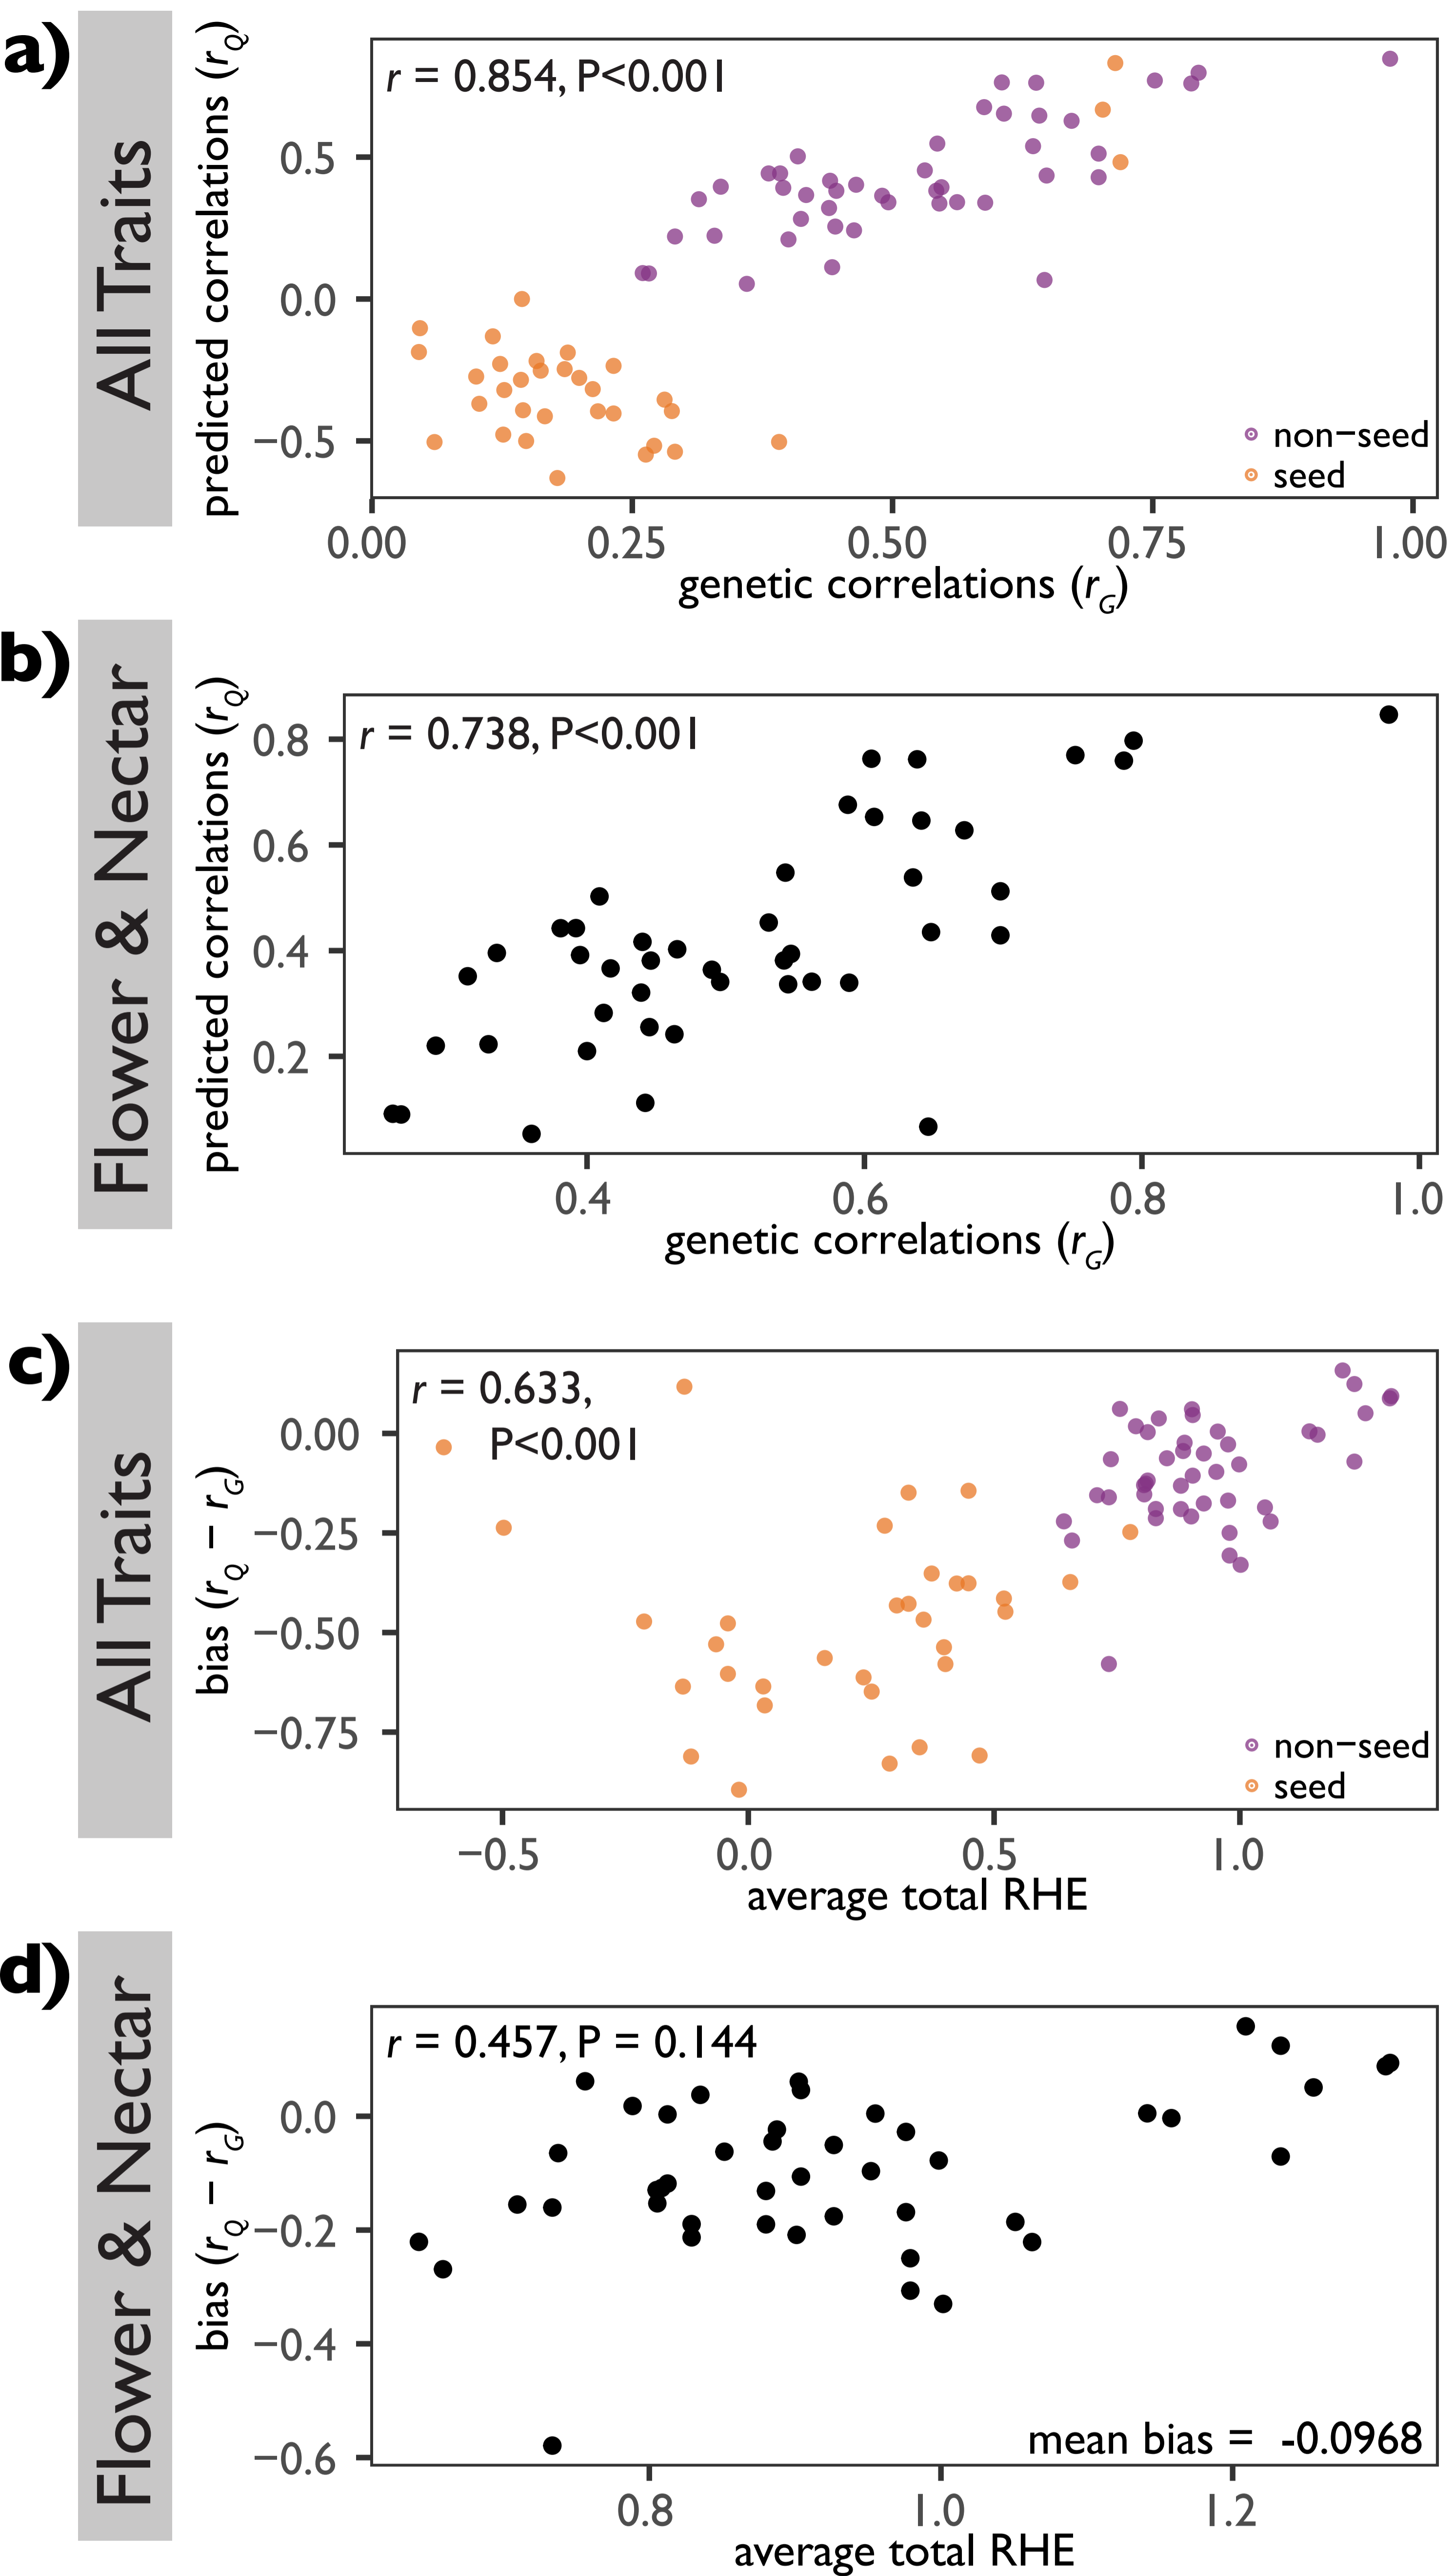 a)
All Traits
predicted correlations (rQ)
r = 0.854, P<0.001
0.5
0.0
−0.5
non−seed
seed
0.00 0.25 0.50 0.75 1.00
genetic correlations (rG)
b)
Flower & Nectar
predicted correlations (rQ)
r = 0.738, P<0.001
0.8
0.6
0.4
0.2
0.4 0.6 0.8 1.0
genetic correlations (rG)
c)
All Traits
bias (rQ − rG)
r = 0.633,
P<0.001
0.00
−0.25
−0.50
−0.75
non−seed
seed
−0.5 0.0 0.5 1.0
average total RHE
d)
Flower & Nectar
bias (rQ − rG)
r = 0.457, P = 0.144
0.0
−0.2
−0.4
−0.6
mean bias = -0.0968
0.8 1.0 1.2
average total RHE